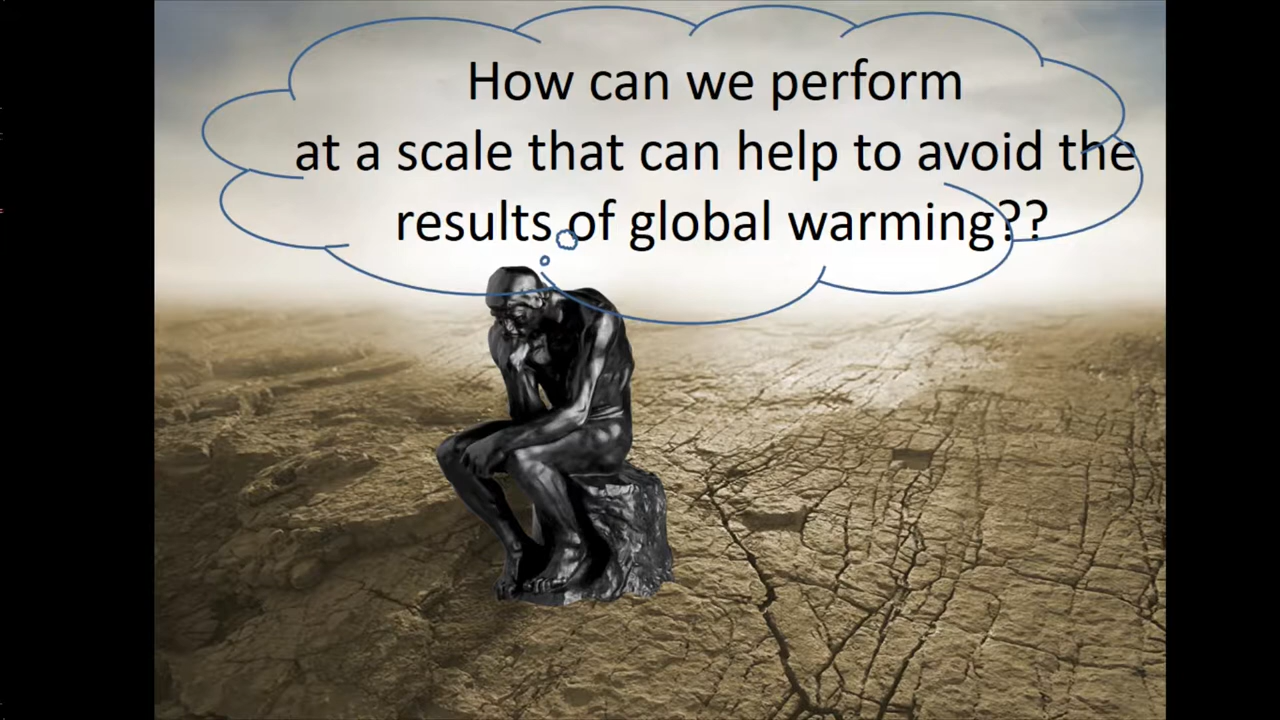 How can we perform
at a scale that can help to avoid the
results of global warming??